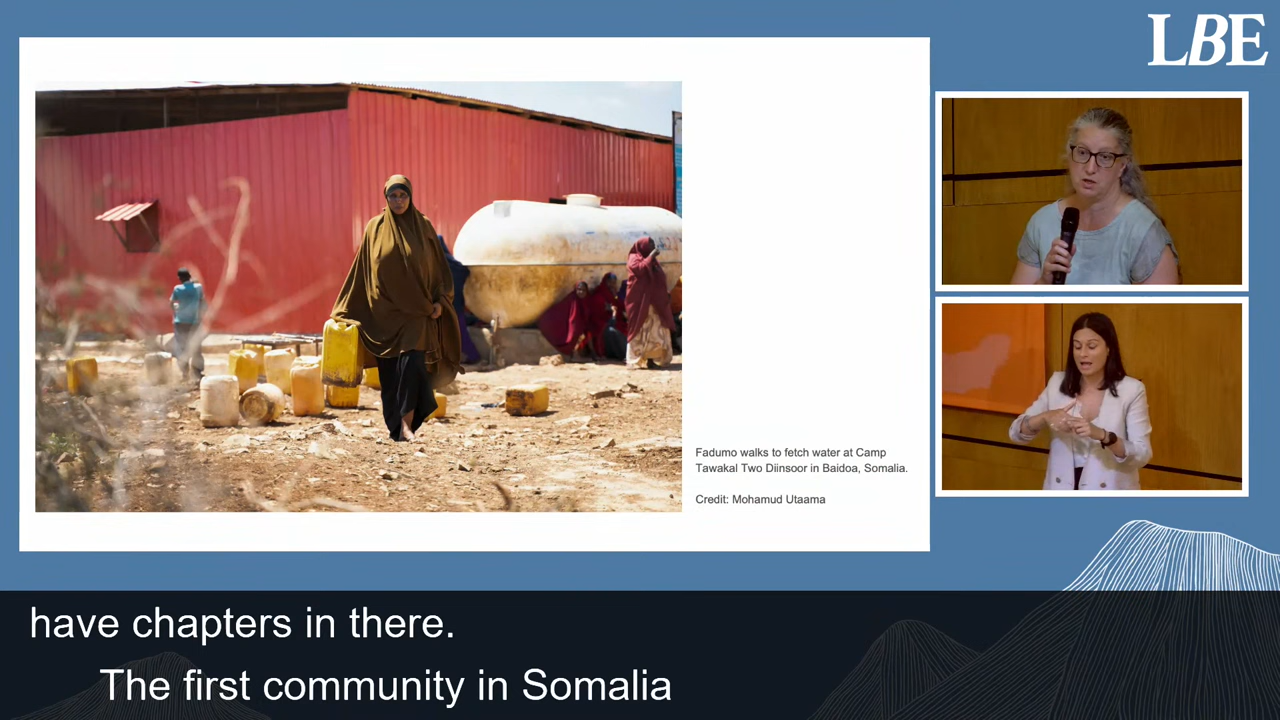 LBE
Fadumo walks to fetch water at Camp
Tawakal Two Diinsoor in Baidoa, Somalia.
Credit: Mohamud Utaama
have chapters in there.
The first community in Somalia